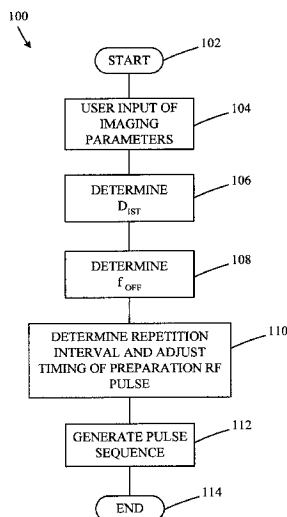 100
102
START
104
USER INPUT OF
IMAGING
PARAMETERS
106
DETERMINE
D_IST
108
DETERMINE
f_OFF
110
DETERMINE REPETITION
INTERVAL AND ADJUST
TIMING OF PREPARATION RF
PULSE
112
GENERATE PULSE
SEQUENCE
114
END